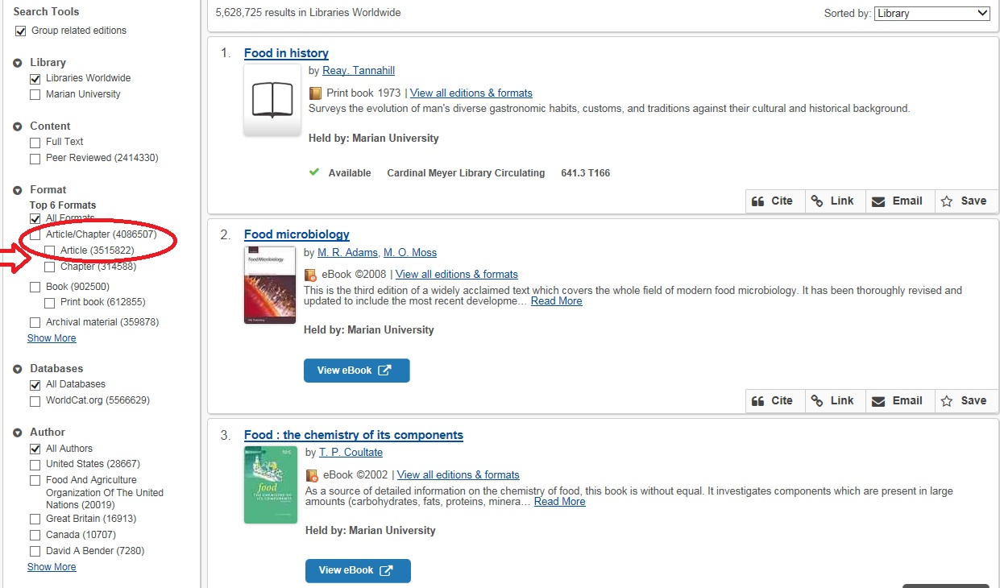 Search Tools
Group related editions
Library
Libraries Worldwide
Marian University
Content
Full Text
Peer Reviewed (2414330)
Format
Top 6 Formats
All Formats
Article/Chapter (4086507)
Article (3515822)
Chapter (314588)
Book (902500)
Print book (612855)
Archival material (359878)
Show More
Databases
All Databases
WorldCat.org (5566629)
Author
All Authors
United States (28667)
Food And Agriculture
Organization Of The United
Nations (20019)
Great Britain (16913)
Canada (10707)
David A Bender (7280)
Show More
5,628,725 results in Libraries Worldwide
Sorted by: Library
1. Food in history
by Reay. Tannahill
Print book 1973 | View all editions & formats
Surveys the evolution of man's diverse gastronomic habits, customs, and traditions against their cultural and historical background.
Held by: Marian University
Available Cardinal Meyer Library Circulating 641.3 T166
Cite Link Email Save
2. Food microbiology
Food Microbiology
by M. R. Adams, M. O. Moss
eBook ©2008 | View all editions & formats
This is the third edition of a widely acclaimed text which covers the whole field of modern food microbiology. It has been thoroughly revised and
updated to include the most recent developme... Read More
Held by: Marian University
View eBook
Cite Link Email Save
3. Food : the chemistry of its components
food
THE CHEMISTRY OF
ITS COMPONENTS
by T. P. Coultate
eBook ©2002 | View all editions & formats
As a source of detailed information on the chemistry of food, this book is without equal. It investigates components which are present in large
amounts (carbohydrates, fats, proteins, minera... Read More
Held by: Marian University
View eBook